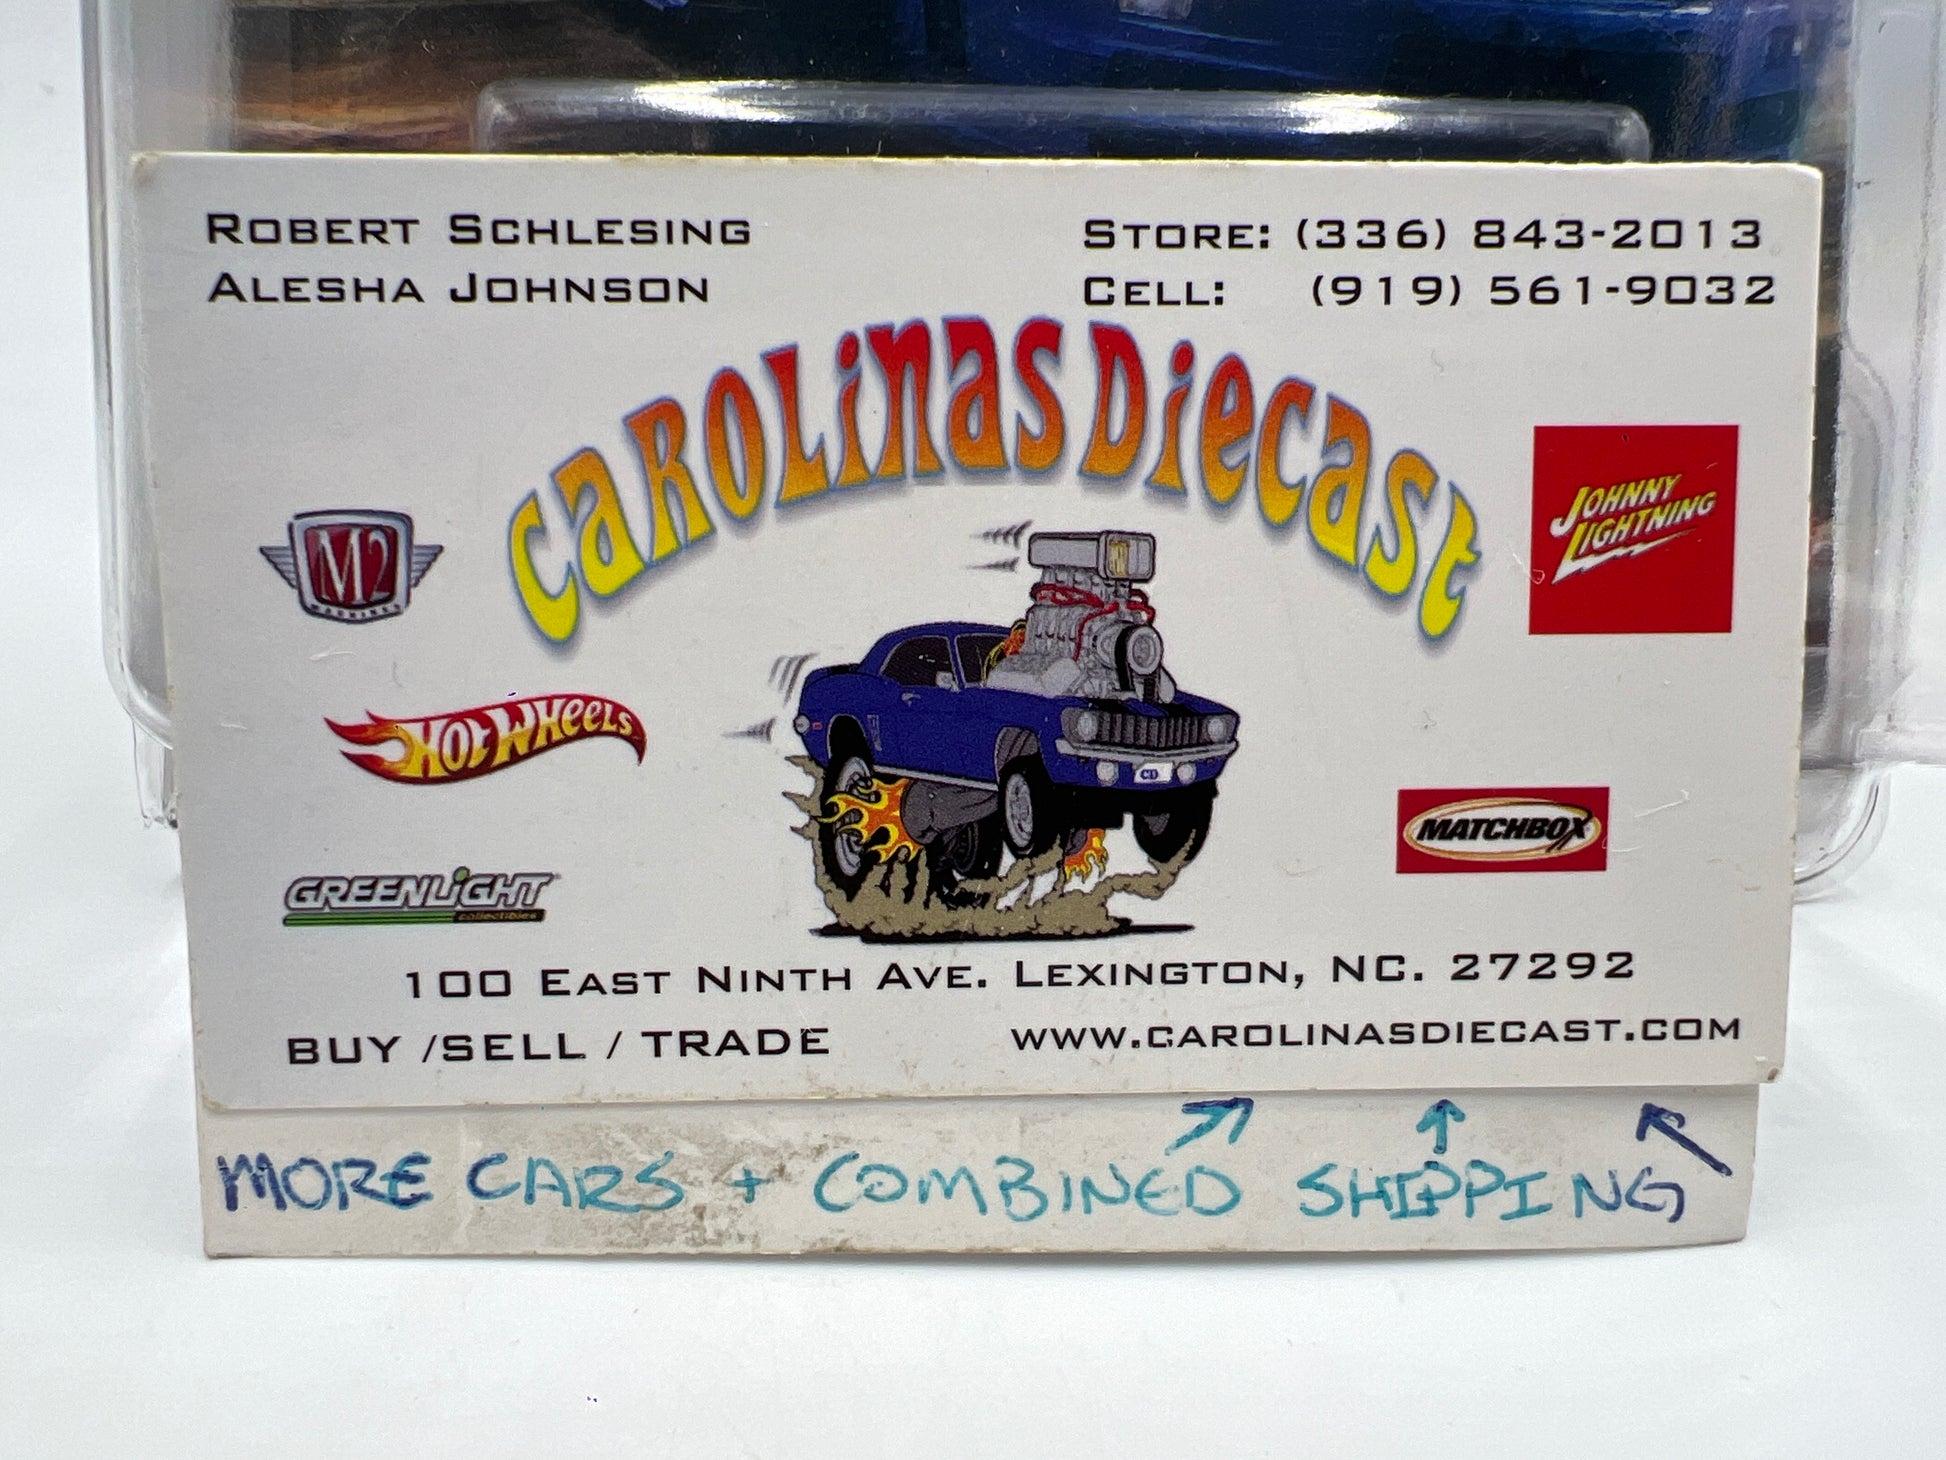 ROBERT SCHLESING
ALESHA JOHNSON
STORE: (336) 843-2013
CELL: (919) 561-9032
CAROLiNAS DiECAST
M2
MACHINES
JOHNNY
LIGHTNING
HOT WHEELS
CD
MATCHBOX
GREENLiGHT
collectibles
100 EAST NINTH AVE. LEXINGTON, NC. 27292
BUY /SELL / TRADE
WWW.CAROLINASDIECAST.COM
MORE CARS + COMBINED SHIPPING